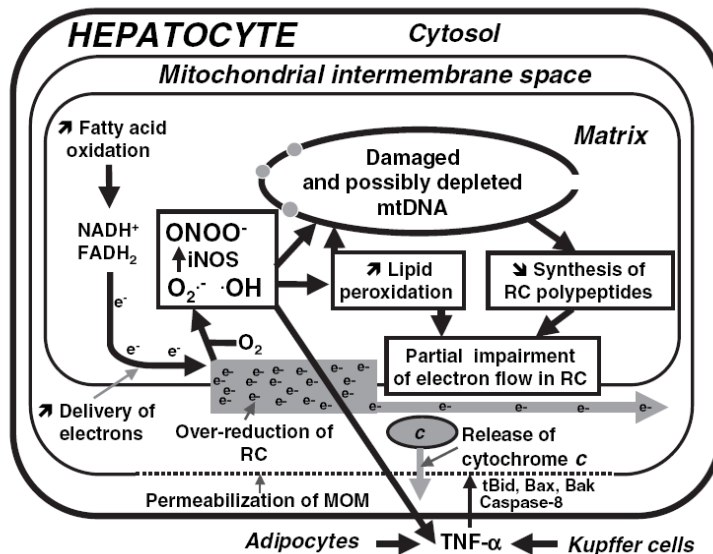 HEPATOCYTE Cytosol
Mitochondrial intermembrane space
Matrix
↗ Fatty acid
oxidation
NADH⁺
FADH₂
e⁻
e⁻
e⁻
↗ Delivery of
electrons
ONOO⁻
iNOS
O₂·⁻ ·OH
O₂
Damaged
and possibly depleted
mtDNA
↗ Lipid
peroxidation
↘ Synthesis of
RC polypeptides
Partial impairment
of electron flow in RC
e- e- e- e- e-
e- e- e- e-
e- e- e- e- e-
e- e- e- e-
e- e- e- e- e-
Over-reduction of
RC
c
Release of
cytochrome c
Permeabilization of MOM
tBid, Bax, Bak
Caspase-8
Adipocytes TNF-α Kupffer cells